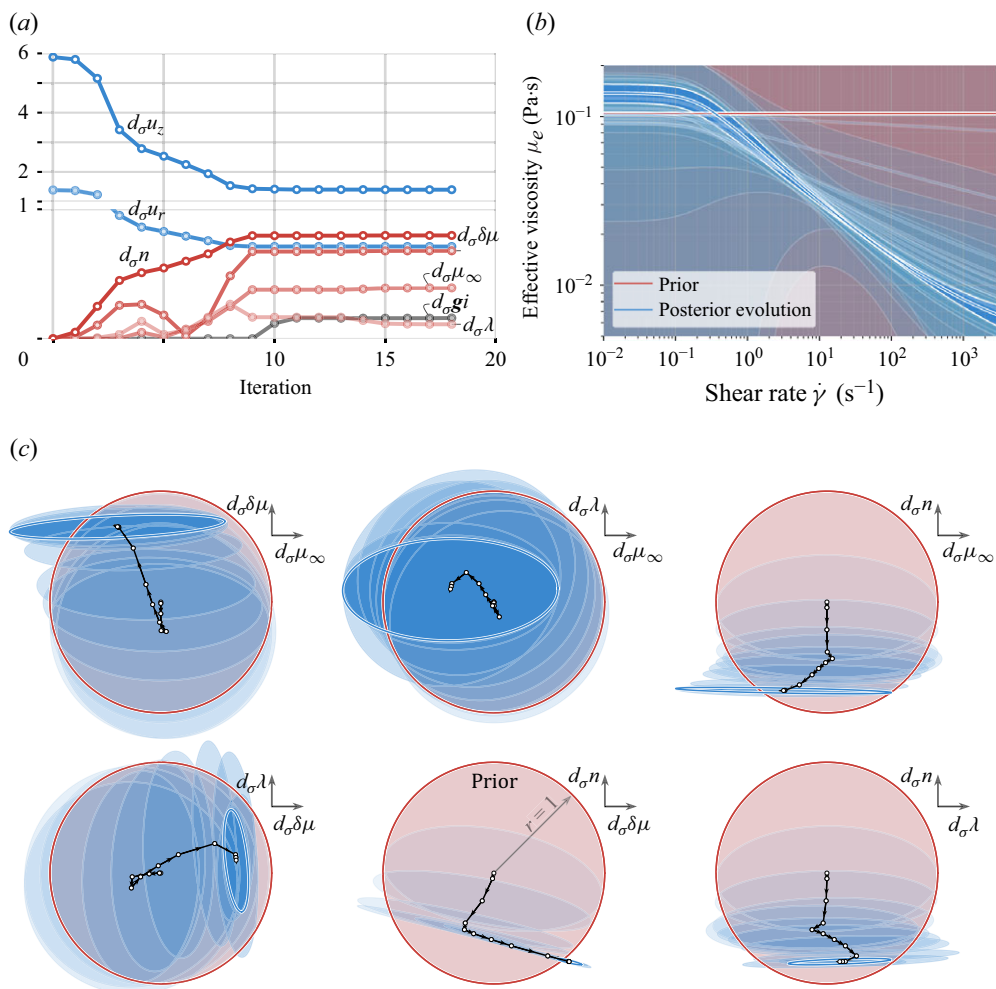 (a)
6
4
2
1
0
5
10
15
20
Iteration
dσuz
dσur
dσn
dσδμ
dσμ∞
dσgi
dσλ
(b)
Effective viscosity μe (Pa·s)
10−1
10−2
Prior
Posterior evolution
10−2
10−1
100
101
102
103
Shear rate γ̇ (s−1)
(c)
dσδμ
dσμ∞
dσλ
dσμ∞
dσn
dσμ∞
dσλ
dσδμ
Prior
r = 1
dσn
dσδμ
dσn
dσλ